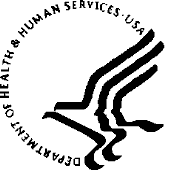 DEPARTMENT OF HEALTH & HUMAN SERVICES · USA